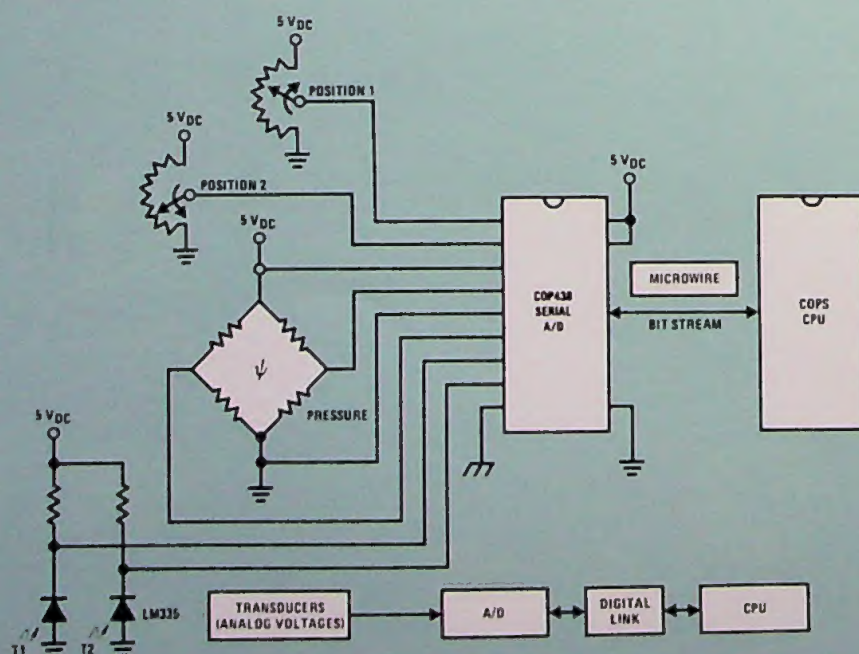 5 VDC
POSITION 1
5 VDC
POSITION 2
5 VDC
5 VDC
COP438
SERIAL
A/D
MICROWIRE
BIT STREAM
COPS
CPU
ψ
PRESSURE
5 VDC
LM335
T1
T2
TRANSDUCERS
(ANALOG VOLTAGES)
A/D
DIGITAL
LINK
CPU